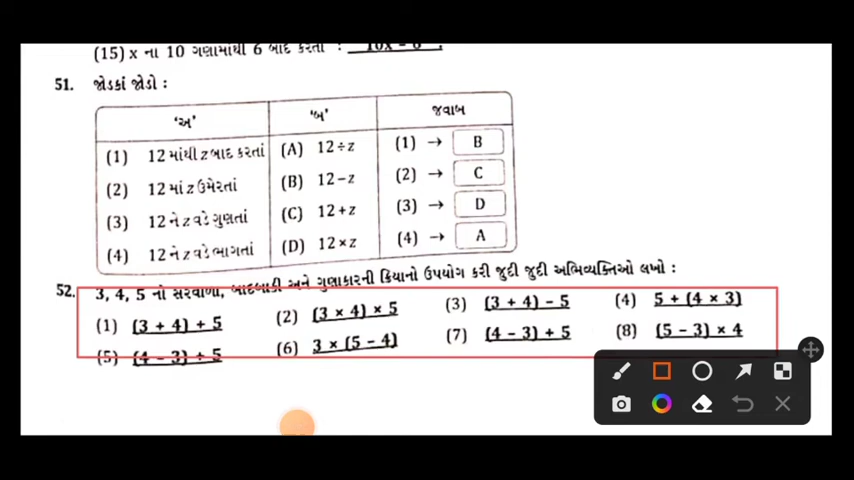 (15) x ના 10 ગણામાંથી 6 બાદ કરતાં : 10x – 6 .
51. જોડકાં જોડો :
‘અ’ ‘બ’ જવાબ
(1) 12 માંથી z બાદ કરતાં (A) 12 ÷ z (1) → B
(2) 12 માં z ઉમેરતાં (B) 12 – z (2) → C
(3) 12 ને z વડે ગુણતાં (C) 12 + z (3) → D
(4) 12 ને z વડે ભાગતાં (D) 12 × z (4) → A
52. 3, 4, 5 નો સરવાળા, બાદબાકી અને ગુણાકારની ક્રિયાનો ઉપયોગ કરી જુદી જુદી અભિવ્યક્તિઓ લખો :
(1) (3 + 4) + 5 (2) (3 × 4) × 5 (3) (3 + 4) – 5 (4) 5 + (4 × 3)
(5) (4 – 3) + 5 (6) 3 × (5 – 4) (7) (4 – 3) + 5 (8) (5 – 3) × 4